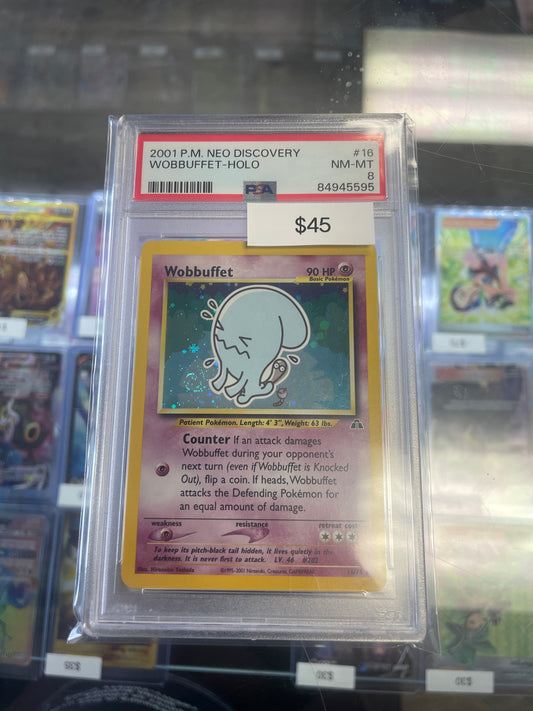 2001 P.M. NEO DISCOVERY #16
WOBBUFFET-HOLO NM-MT
8
PSA 84945595
$45
Wobbuffet 90 HP
Basic Pokémon
Patient Pokémon. Length: 4' 3", Weight: 63 lbs.
Counter If an attack damages
Wobbuffet during your opponent's
next turn (even if Wobbuffet is Knocked
Out), flip a coin. If heads, Wobbuffet
attacks the Defending Pokémon for
an equal amount of damage.
weakness resistance retreat cost
To keep its pitch-black tail hidden, it lives quietly in the
darkness. It is never first to attack. LV. 46 #202